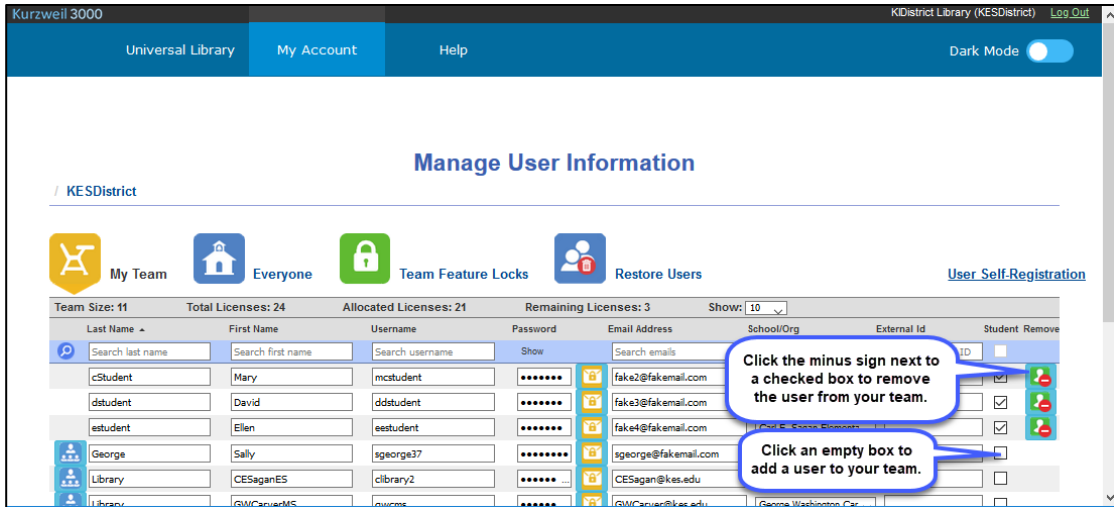 Kurzweil 3000
KIDistrict Library (KESDistrict) Log Out
Universal Library My Account Help Dark Mode
Manage User Information
/ KESDistrict
My Team Everyone Team Feature Locks Restore Users User Self-Registration
Team Size: 11 Total Licenses: 24 Allocated Licenses: 21 Remaining Licenses: 3 Show: 10
Last Name First Name Username Password Email Address School/Org External Id Student Remove
Search last name Search first name Search username Show Search emails ID
cStudent Mary mcstudent ••••••• fake2@fakemail.com
dstudent David ddstudent ••••••• fake3@fakemail.com
estudent Ellen eestudent ••••••• fake4@fakemail.com Carl E. Sagan Elementa
George Sally sgeorge37 •••••••• sgeorge@fakemail.com
Library CESaganES clibrary2 •••••• ... CESagan@kes.edu
Library GWCarverMS gwcms •••••• GWCarver@kes.edu George Washington Car...
Click the minus sign next to
a checked box to remove
the user from your team.
Click an empty box to
add a user to your team.